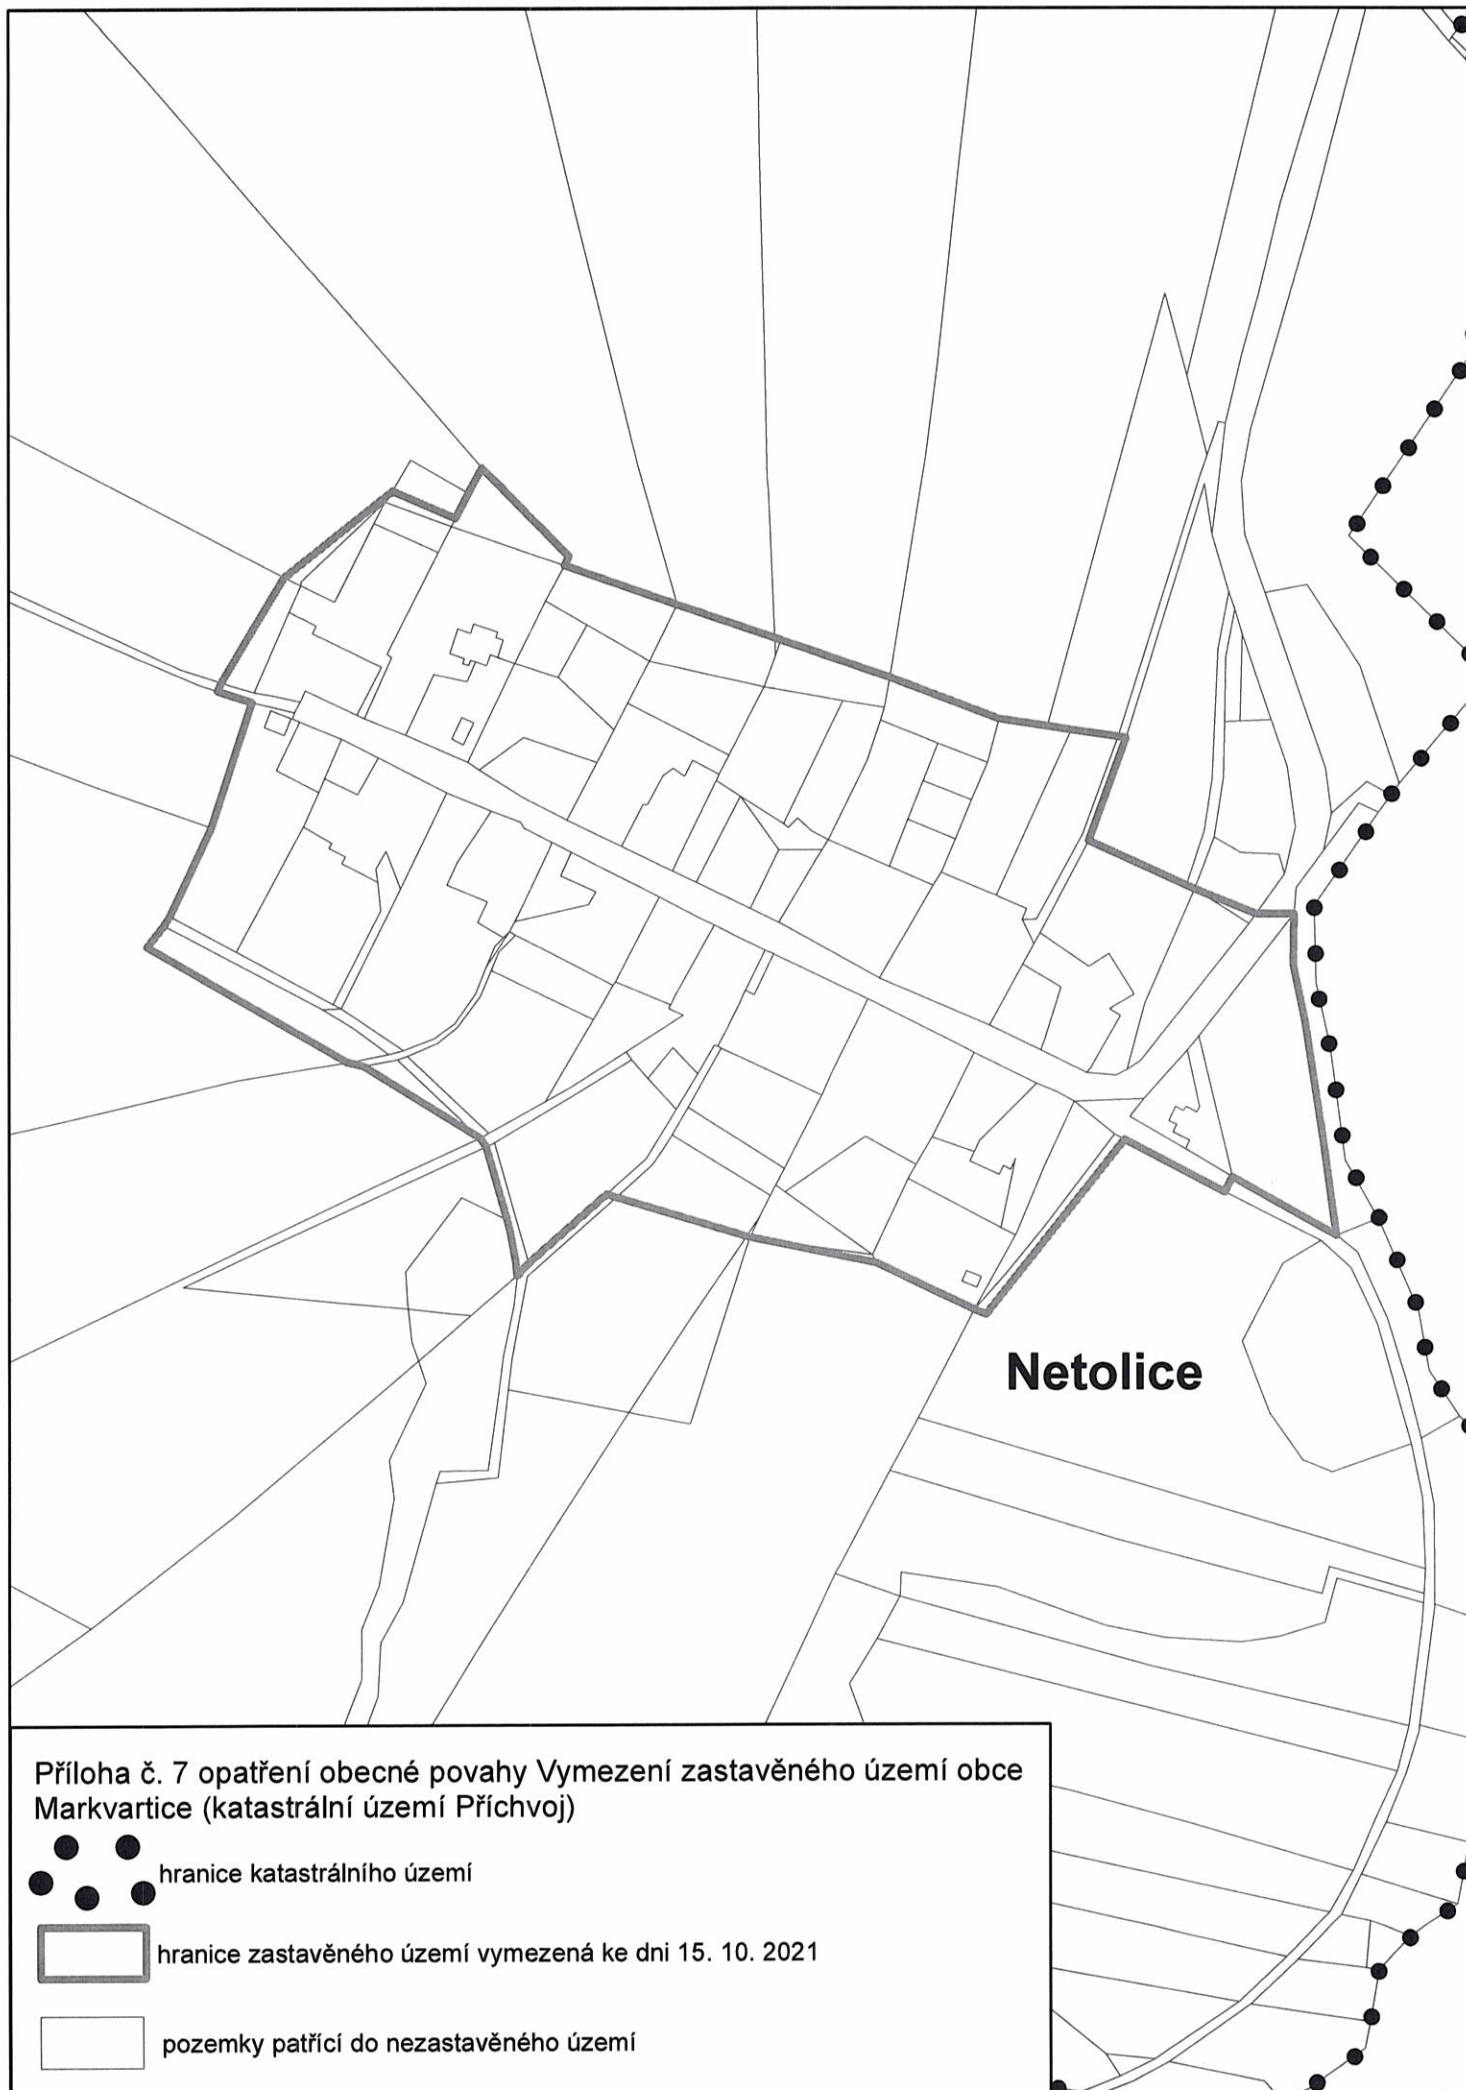 Netolice
Příloha č. 7 opatření obecné povahy Vymezení zastavěného území obce
Markvartice (katastrální území Příchvoj)
hranice katastrálního území
hranice zastavěného území vymezená ke dni 15. 10. 2021
pozemky patřící do nezastavěného území